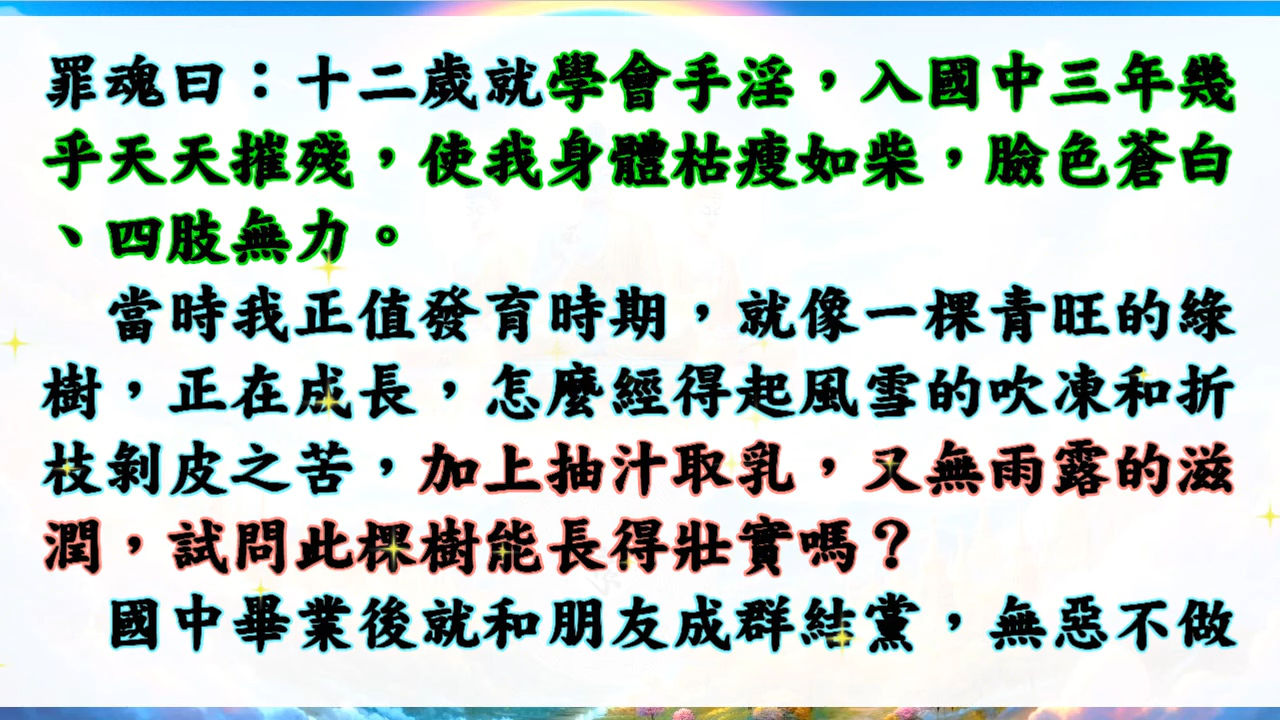 罪魂曰：十二歲就學會手淫，入國中三年幾
乎天天摧殘，使我身體枯瘦如柴，臉色蒼白
、四肢無力。
當時我正值發育時期，就像一棵青旺的綠
樹，正在成長，怎麼經得起風雪的吹凍和折
枝剝皮之苦，加上抽汁取乳，又無雨露的滋
潤，試問此棵樹能長得壯實嗎？
國中畢業後就和朋友成群結黨，無惡不做